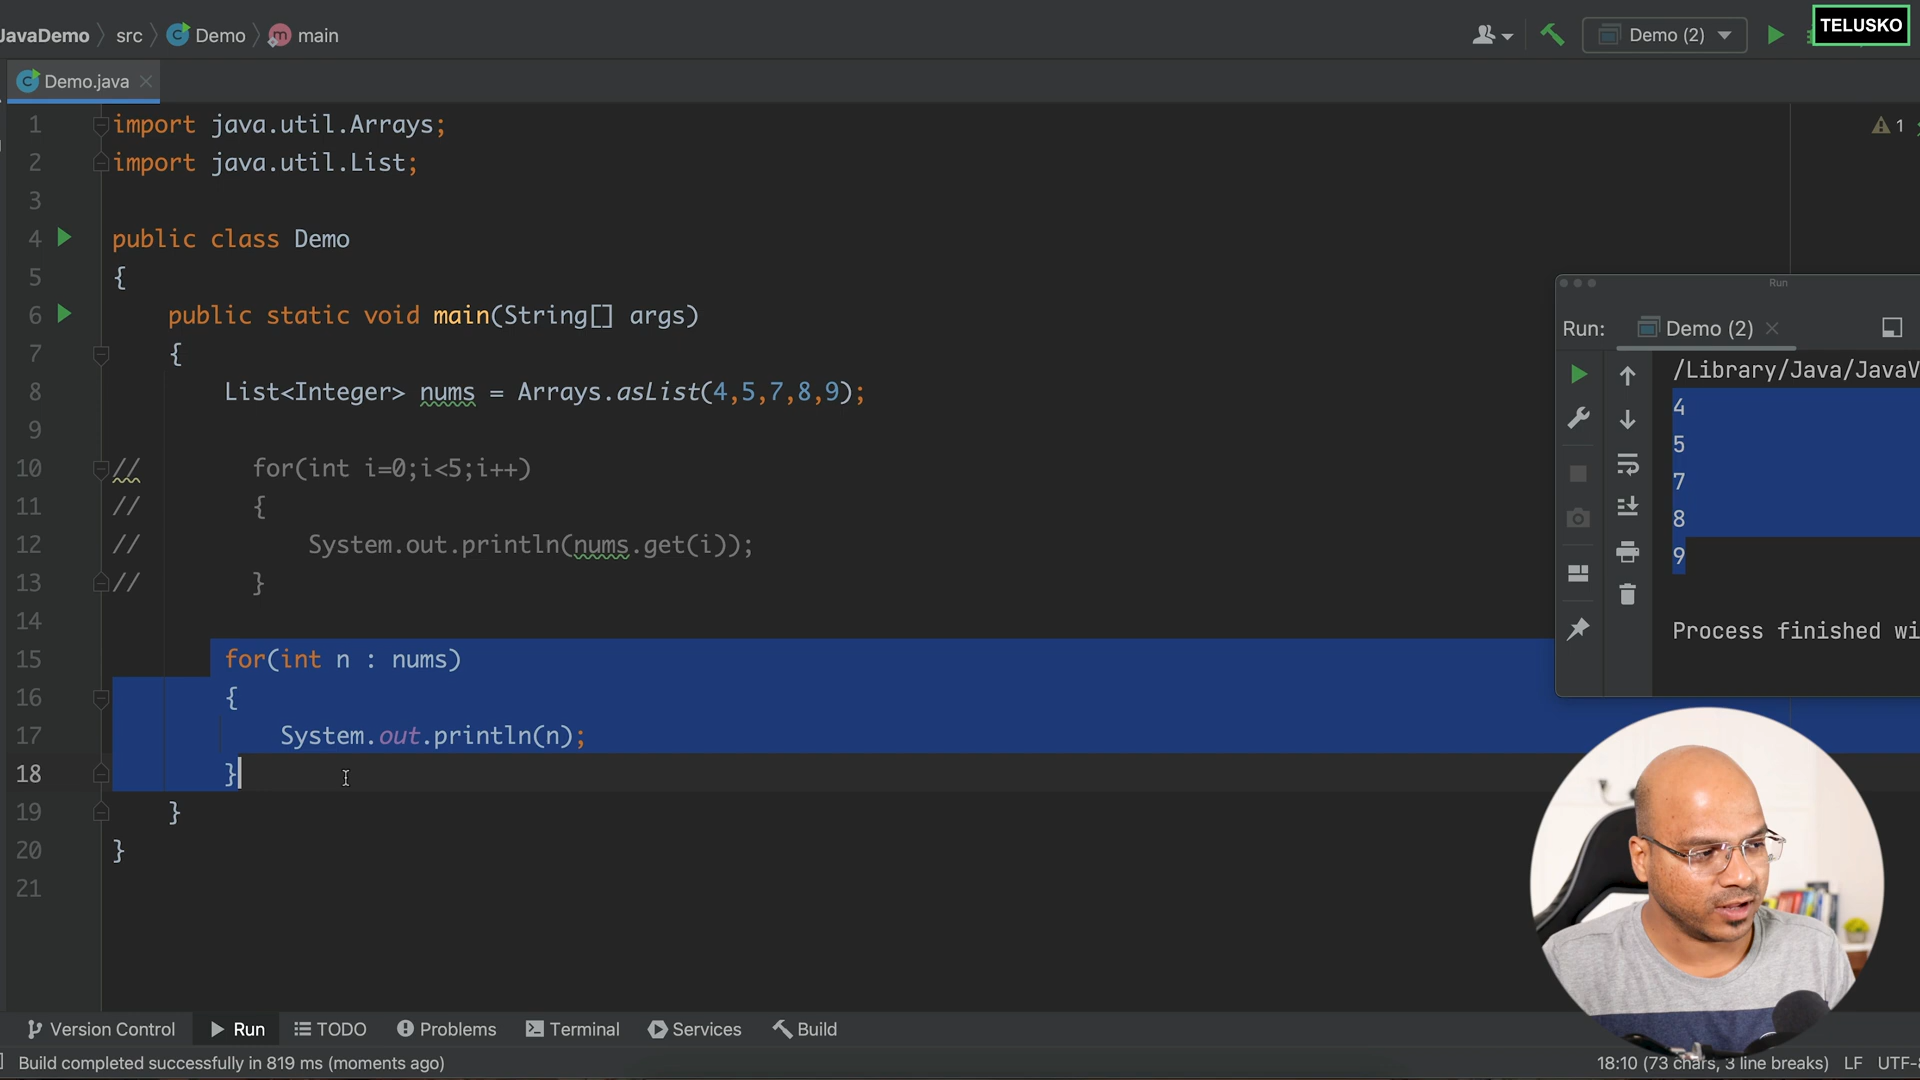 JavaDemo src Demo main
Demo (2)
TELUSKO
Demo.java
1 import java.util.Arrays;
2 import java.util.List;
3
4 public class Demo
5 {
6 public static void main(String[] args)
7 {
8 List<Integer> nums = Arrays.asList(4,5,7,8,9);
9
10 // for(int i=0;i<5;i++)
11 // {
12 // System.out.println(nums.get(i));
13 // }
14
15 for(int n : nums)
16 {
17 System.out.println(n);
18 }
19 }
20 }
21
1
Run
Run: Demo (2)
/Library/Java/JavaV
4
5
7
8
9
Process finished wi
Version Control Run TODO Problems Terminal Services Build
Build completed successfully in 819 ms (moments ago)
18:10 (73 chars, 3 line breaks) LF UTF-8